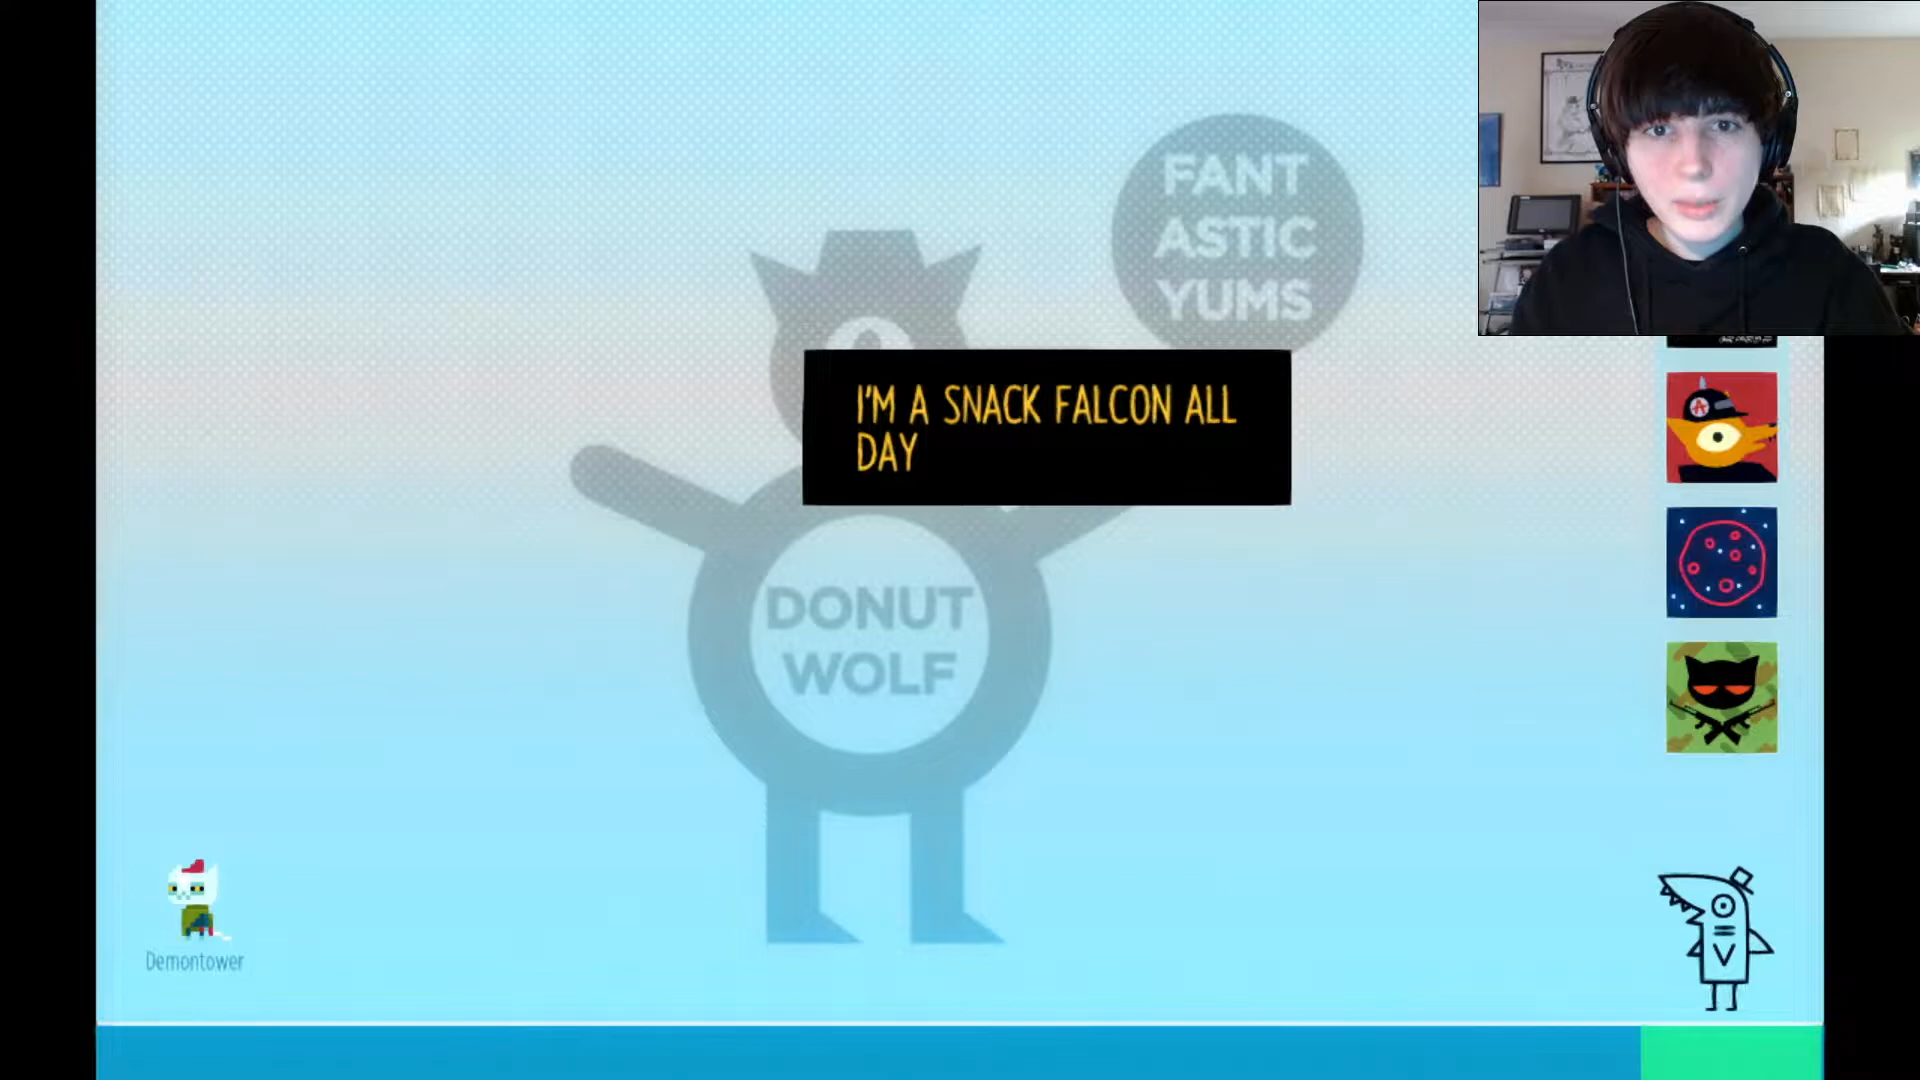 FANT
ASTIC
YUMS
I'M A SNACK FALCON ALL
DAY
DONUT
WOLF
Demontower